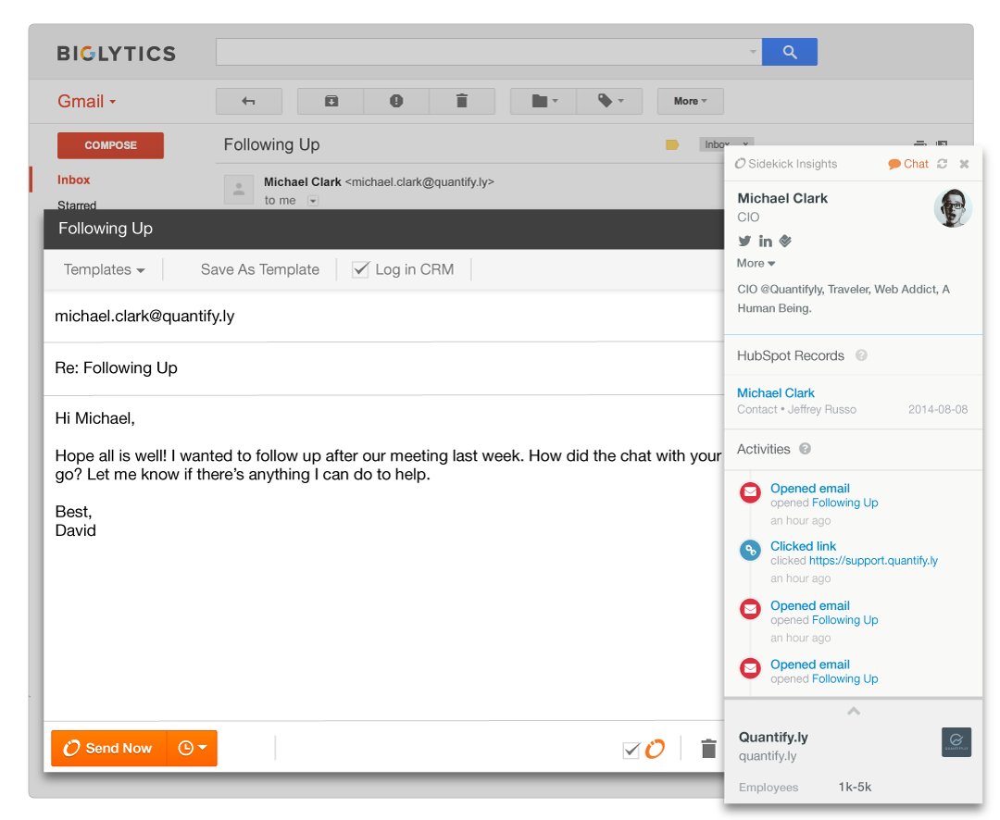 BIGLYTICS
Gmail
More
COMPOSE
Following Up
Inbox
Inbox
Michael Clark <michael.clark@quantify.ly>
to me
Starred
Following Up
Templates
Save As Template
Log in CRM
michael.clark@quantify.ly
Re: Following Up
Hi Michael,
Hope all is well! I wanted to follow up after our meeting last week. How did the chat with your
go? Let me know if there's anything I can do to help.
Best,
David
Send Now
Sidekick Insights
Chat
Michael Clark
CIO
More
CIO @Quantifyly, Traveler, Web Addict, A
Human Being.
HubSpot Records ?
Michael Clark
Contact • Jeffrey Russo 2014-08-08
Activities ?
Opened email
opened Following Up
an hour ago
Clicked link
clicked https://support.quantify.ly
an hour ago
Opened email
opened Following Up
an hour ago
Opened email
opened Following Up
Quantify.ly
quantify.ly
Employees 1k-5k